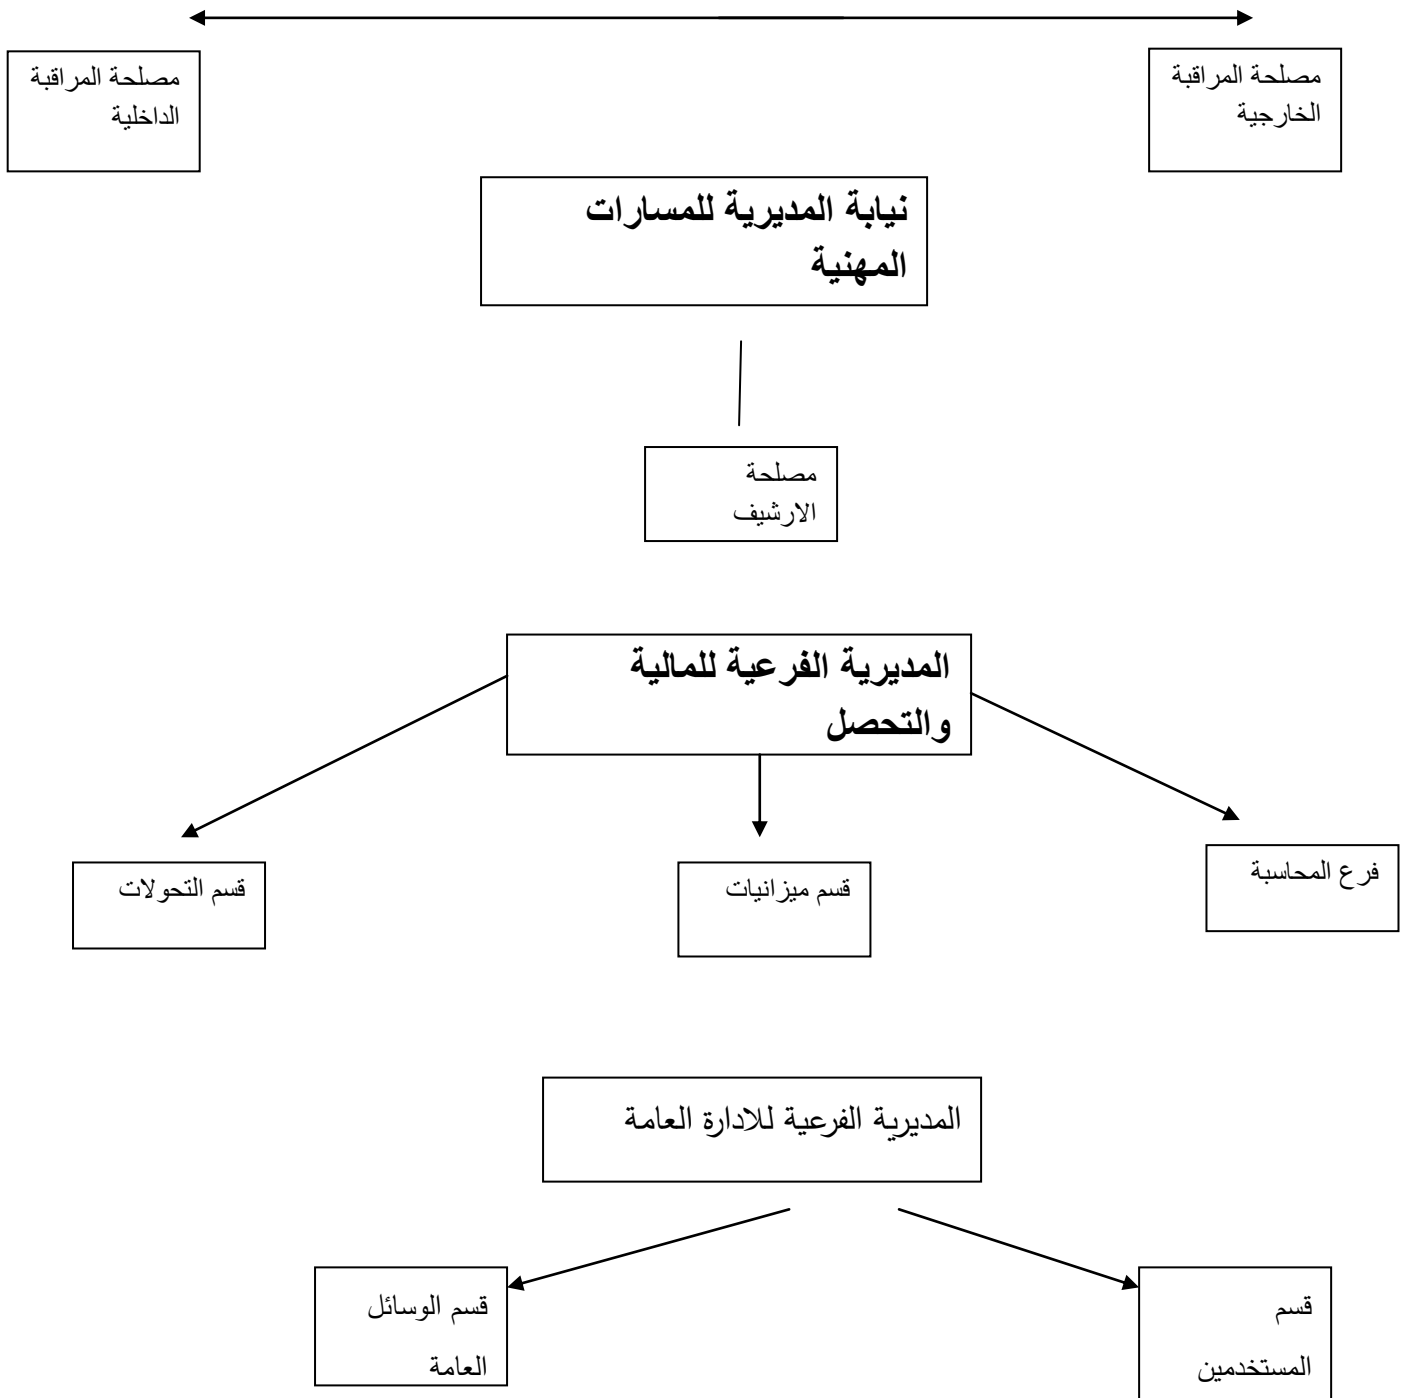 مصلحة المراقبة
الخارجية
مصلحة المراقبة
الداخلية
نيابة المديرية للمسارات
المهنية
مصلحة
الارشيف
المديرية الفرعية للمالية
والتحصل
فرع المحاسبة
قسم ميزانيات
قسم التحولات
المديرية الفرعية للادارة العامة
قسم
المستخدمين
قسم الوسائل
العامة